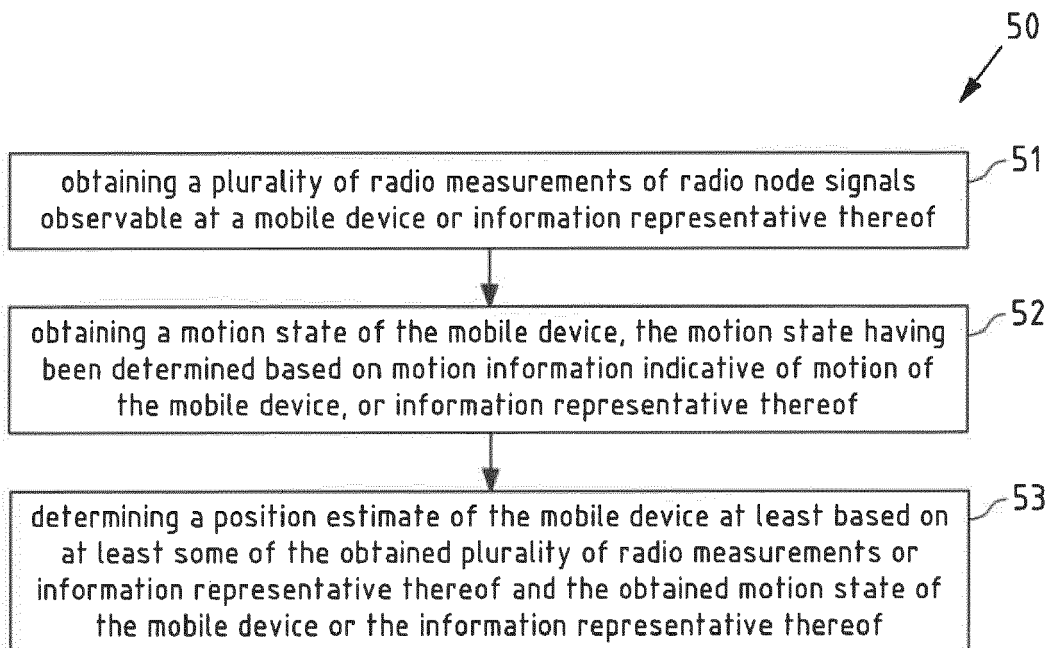 50
51
obtaining a plurality of radio measurements of radio node signals
observable at a mobile device or information representative thereof
52
obtaining a motion state of the mobile device, the motion state having
been determined based on motion information indicative of motion of
the mobile device, or information representative thereof
53
determining a position estimate of the mobile device at least based on
at least some of the obtained plurality of radio measurements or
information representative thereof and the obtained motion state of
the mobile device or the information representative thereof